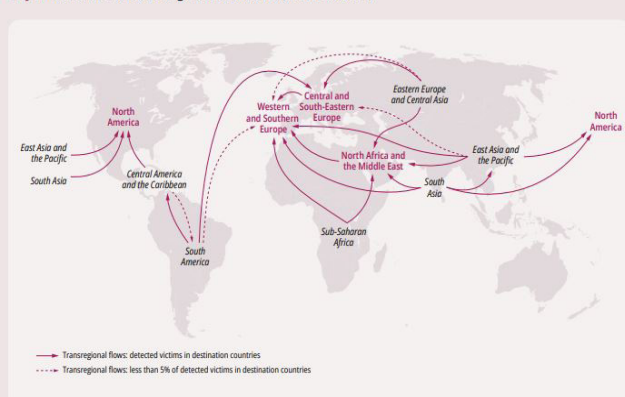 North
America
East Asia and
the Pacific
South Asia
Central America
and the Caribbean
South
America
Western
and Southern
Europe
Central and
South-Eastern
Europe
Eastern Europe
and Central Asia
North Africa and
the Middle East
Sub-Saharan
Africa
South
Asia
East Asia and
the Pacific
North
America
Transregional flows: detected victims in destination countries
Transregional flows: less than 5% of detected victims in destination countries